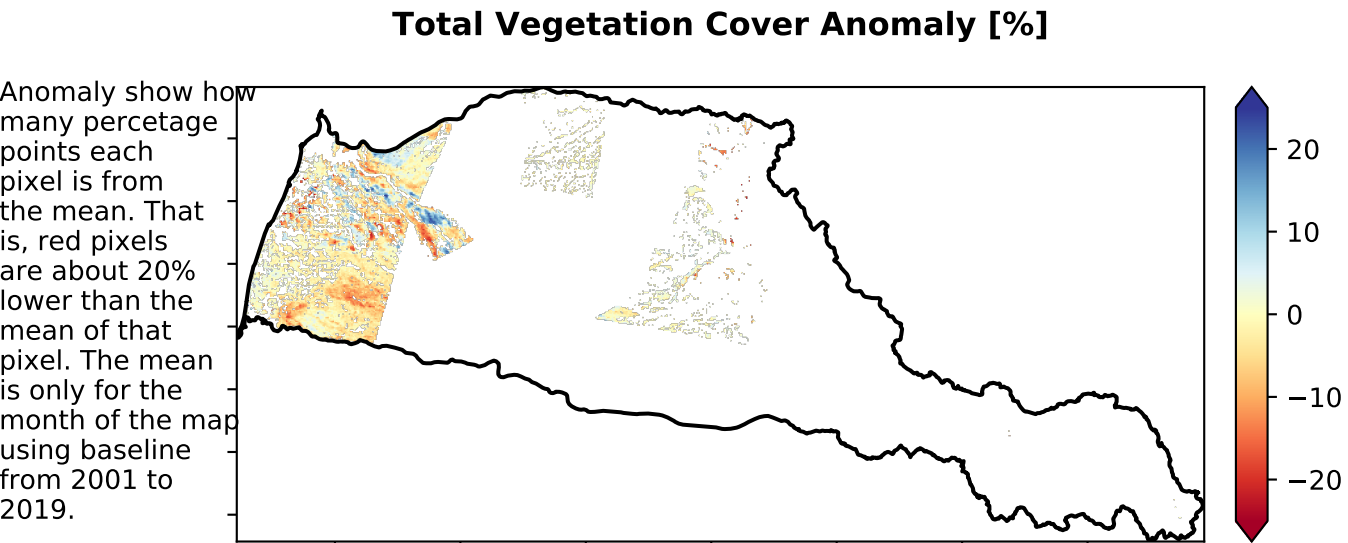 Total Vegetation Cover Anomaly [%]
Anomaly show how
many percetage
points each
pixel is from
the mean. That
is, red pixels
are about 20%
lower than the
mean of that
pixel. The mean
is only for the
month of the map
using baseline
from 2001 to
2019.
20
10
0
−10
−20